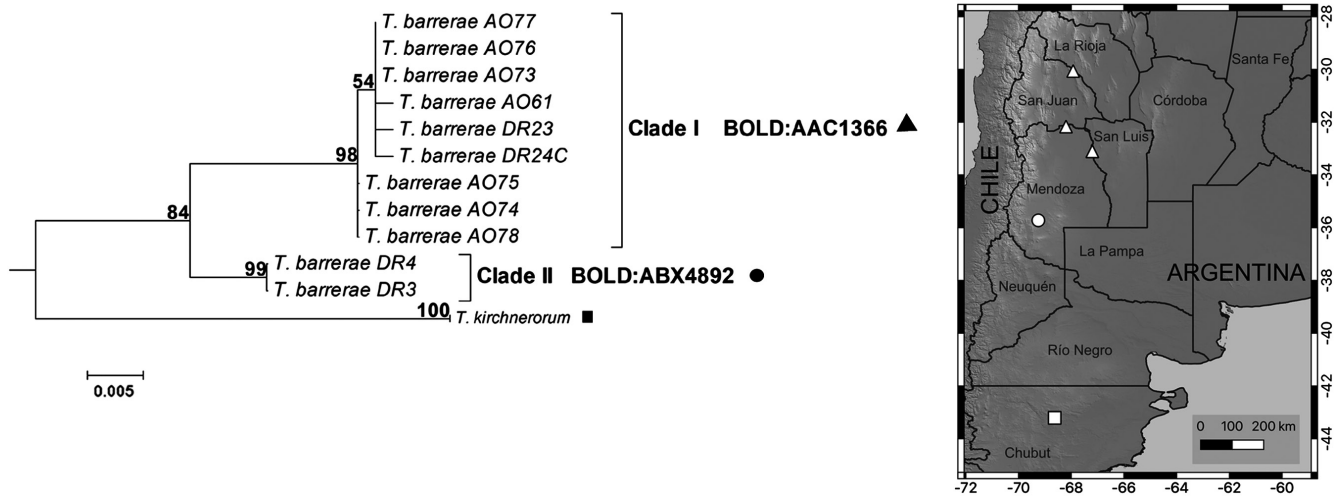 T. barrerae AO77
T. barrerae AO76
T. barrerae AO73
54
T. barrerae AO61
T. barrerae DR23
Clade I BOLD:AAC1366
T. barrerae DR24C
98
T. barrerae AO75
T. barrerae AO74
84
T. barrerae AO78
T. barrerae DR4
99
Clade II BOLD:ABX4892
T. barrerae DR3
100
T. kirchnerorum
0.005
La Rioja
Santa Fe
San Juan
Córdoba
San Luis
CHILE
Mendoza
La Pampa
ARGENTINA
Neuquén
Río Negro
Chubut
0 100 200 km
-28
-30
-32
-34
-36
-38
-40
-42
-44
-72 -70 -68 -66 -64 -62 -60